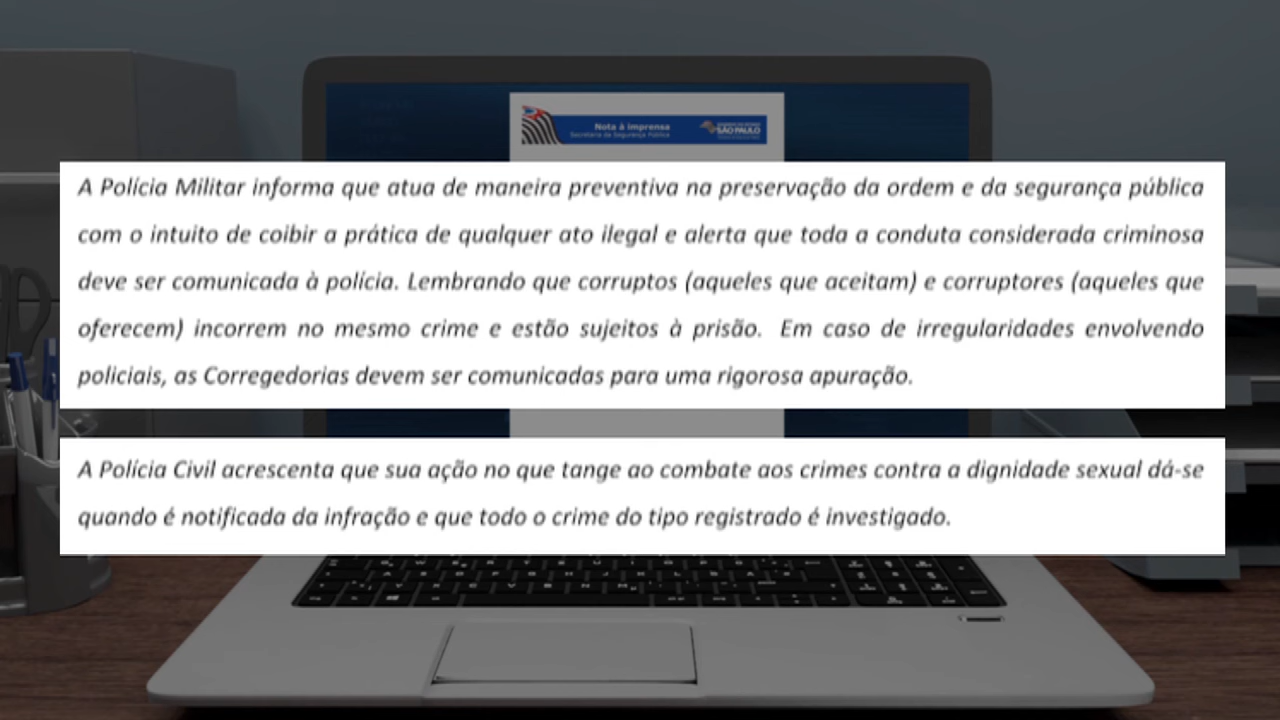 Nota à imprensa
Secretaria da Segurança Pública
SÃO PAULO
A Polícia Militar informa que atua de maneira preventiva na preservação da ordem e da segurança pública
com o intuito de coibir a prática de qualquer ato ilegal e alerta que toda a conduta considerada criminosa
deve ser comunicada à polícia. Lembrando que corruptos (aqueles que aceitam) e corruptores (aqueles que
oferecem) incorrem no mesmo crime e estão sujeitos à prisão. Em caso de irregularidades envolvendo
policiais, as Corregedorias devem ser comunicadas para uma rigorosa apuração.
A Polícia Civil acrescenta que sua ação no que tange ao combate aos crimes contra a dignidade sexual dá-se
quando é notificada da infração e que todo o crime do tipo registrado é investigado.